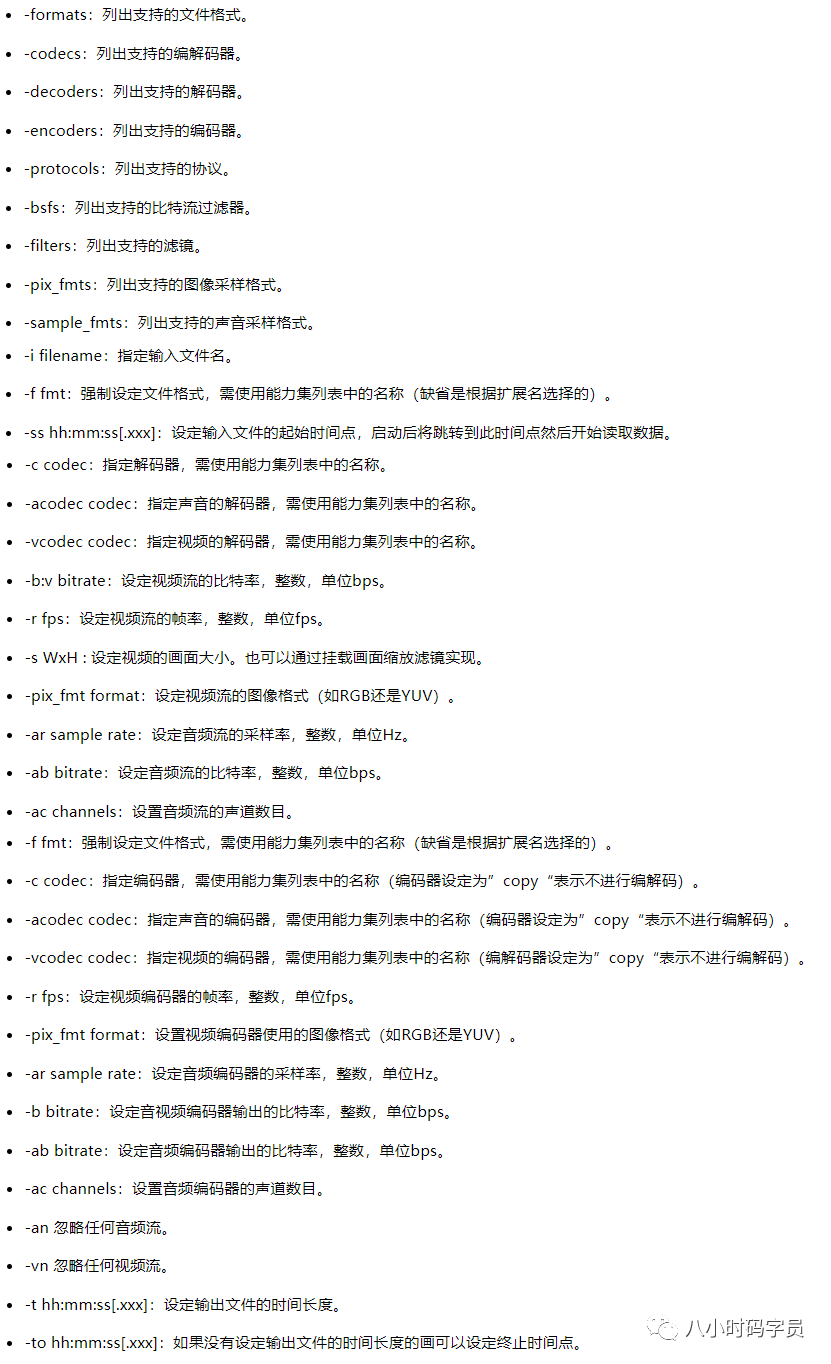 -formats：列出支持的文件格式。
-codecs：列出支持的编解码器。
-decoders：列出支持的解码器。
-encoders：列出支持的编码器。
-protocols：列出支持的协议。
-bsfs：列出支持的比特流过滤器。
-filters：列出支持的滤镜。
-pix_fmts：列出支持的图像采样格式。
-sample_fmts：列出支持的声音采样格式。
-i filename：指定输入文件名。
-f fmt：强制设定文件格式，需使用能力集列表中的名称（缺省是根据扩展名选择的）。
-ss hh:mm:ss[.xxx]：设定输入文件的起始时间点，启动后将跳转到此时间点然后开始读取数据。
-c codec：指定解码器，需使用能力集列表中的名称。
-acodec codec：指定声音的解码器，需使用能力集列表中的名称。
-vcodec codec：指定视频的解码器，需使用能力集列表中的名称。
-b:v bitrate：设定视频流的比特率，整数，单位bps。
-r fps：设定视频流的帧率，整数，单位fps。
-s WxH : 设定视频的画面大小。也可以通过挂载画面缩放滤镜实现。
-pix_fmt format：设定视频流的图像格式（如RGB还是YUV）。
-ar sample rate：设定音频流的采样率，整数，单位Hz。
-ab bitrate：设定音频流的比特率，整数，单位bps。
-ac channels：设置音频流的声道数目。
-f fmt：强制设定文件格式，需使用能力集列表中的名称（缺省是根据扩展名选择的）。
-c codec：指定编码器，需使用能力集列表中的名称（编码器设定为”copy“表示不进行编解码）。
-acodec codec：指定声音的编码器，需使用能力集列表中的名称（编码器设定为”copy“表示不进行编解码）。
-vcodec codec：指定视频的编码器，需使用能力集列表中的名称（编解码器设定为”copy“表示不进行编解码）。
-r fps：设定视频编码器的帧率，整数，单位fps。
-pix_fmt format：设置视频编码器使用的图像格式（如RGB还是YUV）。
-ar sample rate：设定音频编码器的采样率，整数，单位Hz。
-b bitrate：设定音视频编码器输出的比特率，整数，单位bps。
-ab bitrate：设定音频编码器输出的比特率，整数，单位bps。
-ac channels：设置音频编码器的声道数目。
-an 忽略任何音频流。
-vn 忽略任何视频流。
-t hh:mm:ss[.xxx]：设定输出文件的时间长度。
-to hh:mm:ss[.xxx]：如果没有设定输出文件的时间长度的画可以设定终止时间点。
八小时码字员